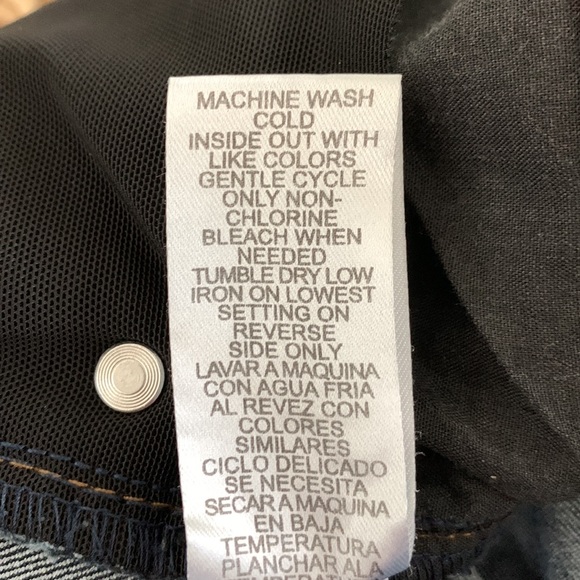 MACHINE WASH
COLD
INSIDE OUT WITH
LIKE COLORS
GENTLE CYCLE
ONLY NON-
CHLORINE
BLEACH WHEN
NEEDED
TUMBLE DRY LOW
IRON ON LOWEST
SETTING ON
REVERSE
SIDE ONLY
LAVAR A MAQUINA
CON AGUA FRIA
AL REVEZ CON
COLORES
SIMILARES
CICLO DELICADO
SE NECESITA
SECAR A MAQUINA
EN BAJA
TEMPERATURA
PLANCHAR ALA
TEMPERATURA